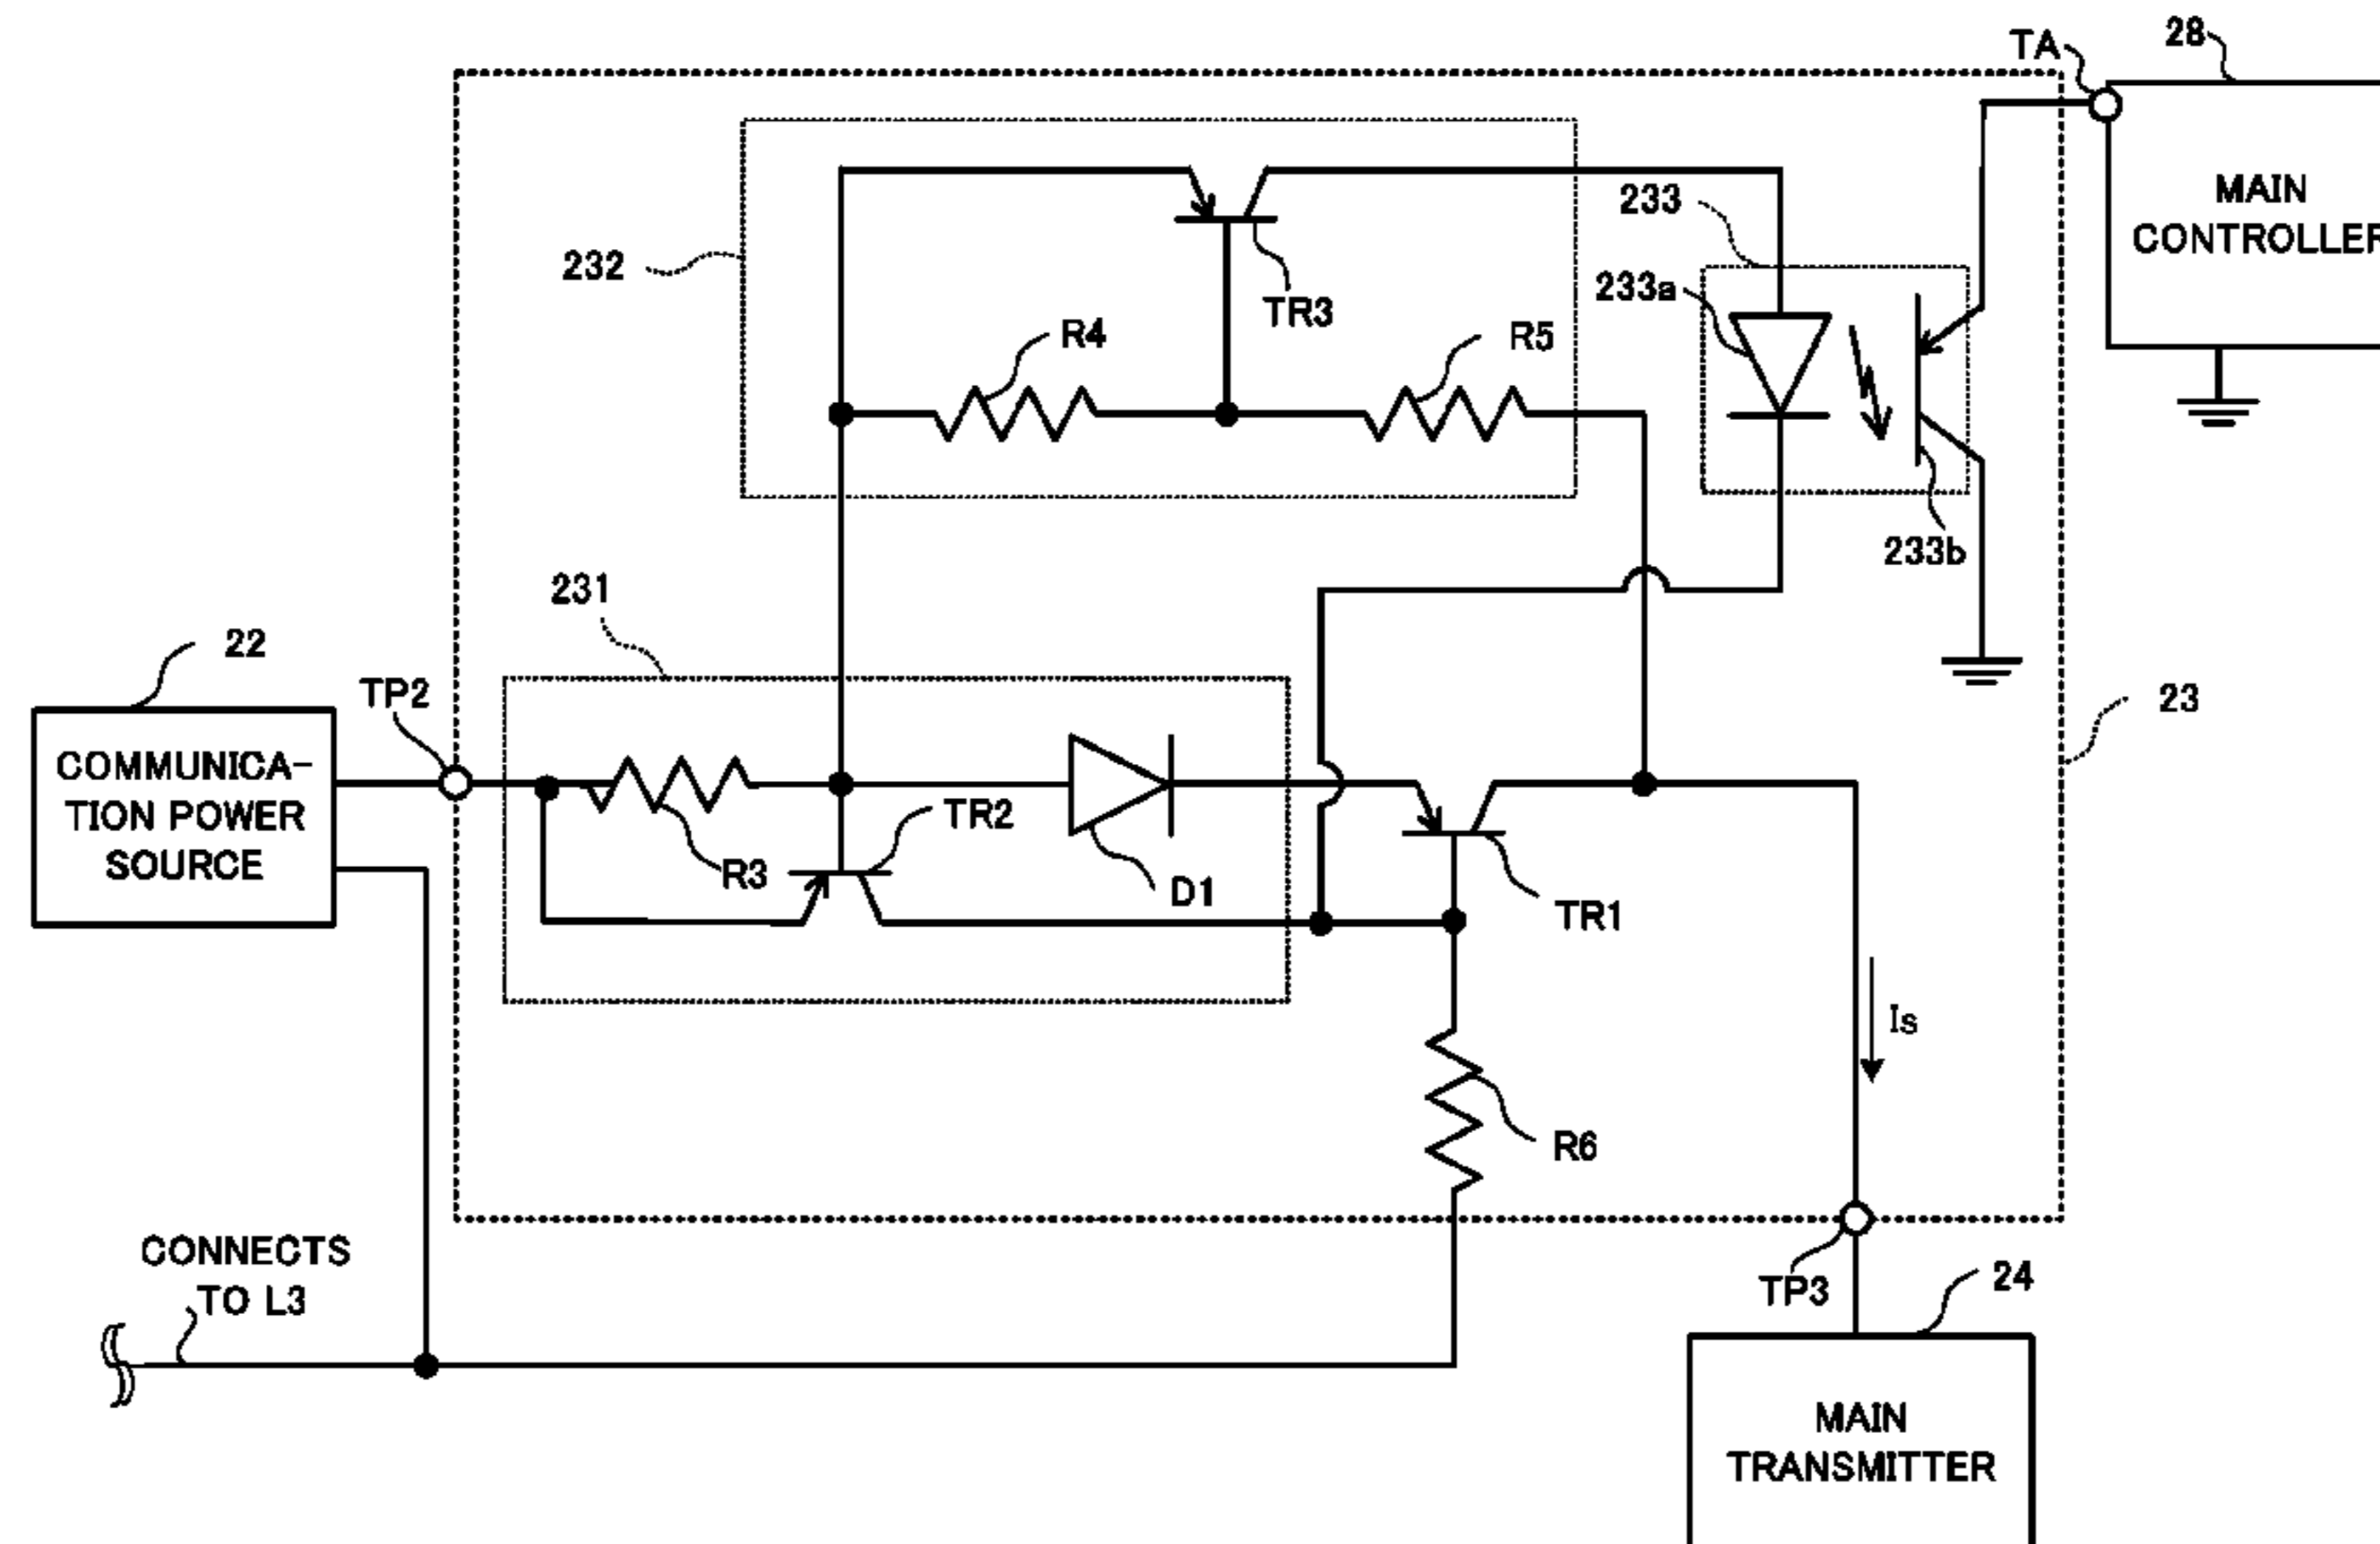 TA
28
MAIN
CONTROLLER
233
232
233a
TR3
R4
R5
233b
231
22
TP2
23
COMMUNICA-
TION POWER
SOURCE
TR2
R3
D1
TR1
Is
R6
CONNECTS
TO L3
TP3
24
MAIN
TRANSMITTER